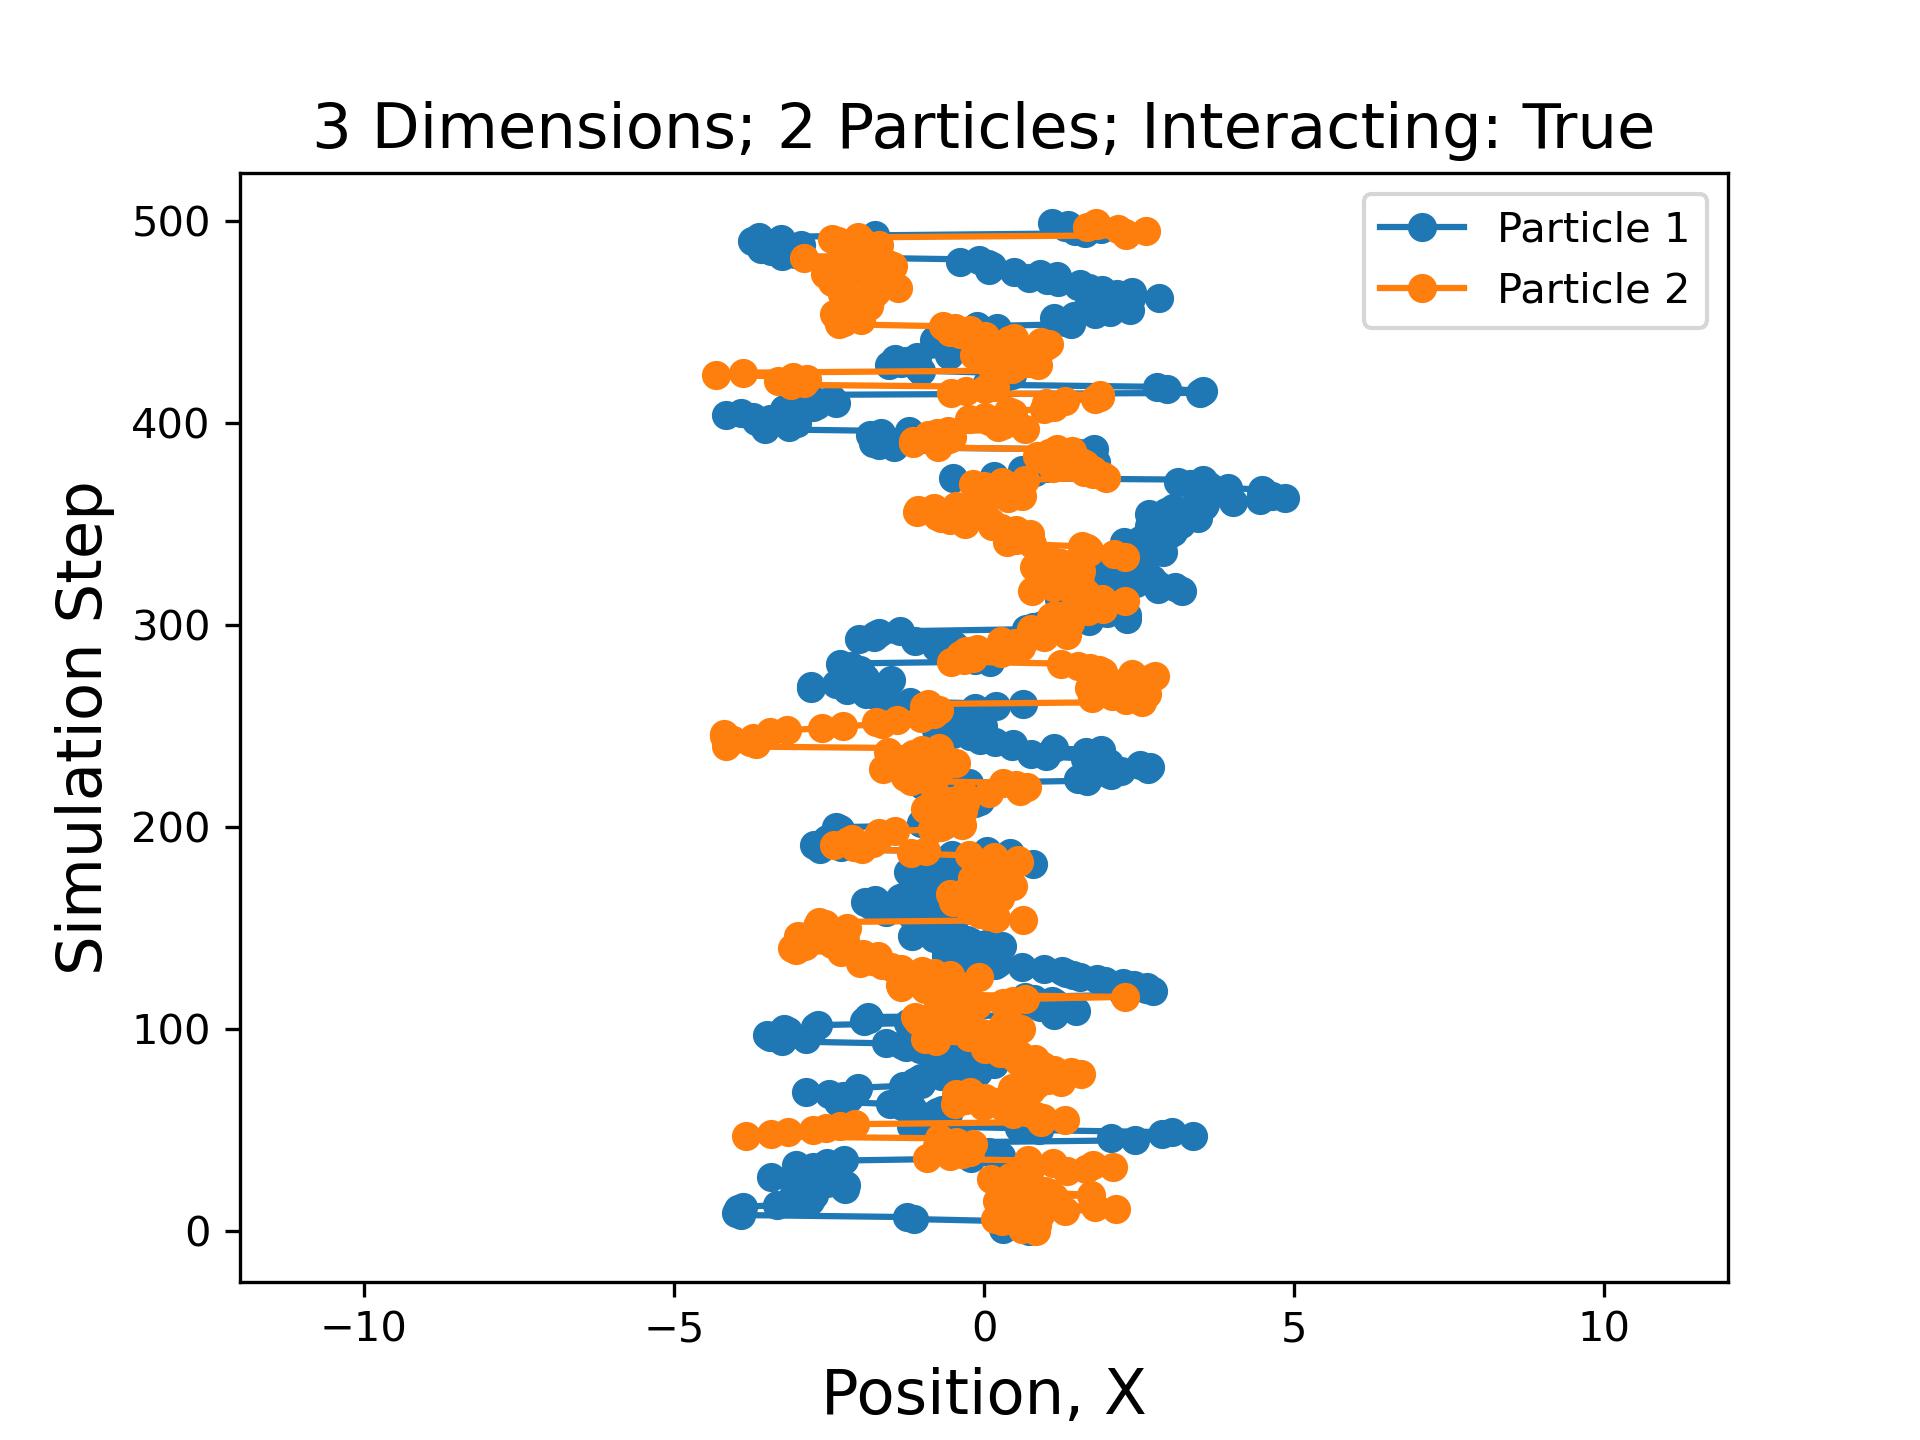 3 Dimensions; 2 Particles; Interacting: True
Particle 1
Particle 2
500
400
300
200
100
0
Simulation Step
−10
−5
0
5
10
Position, X